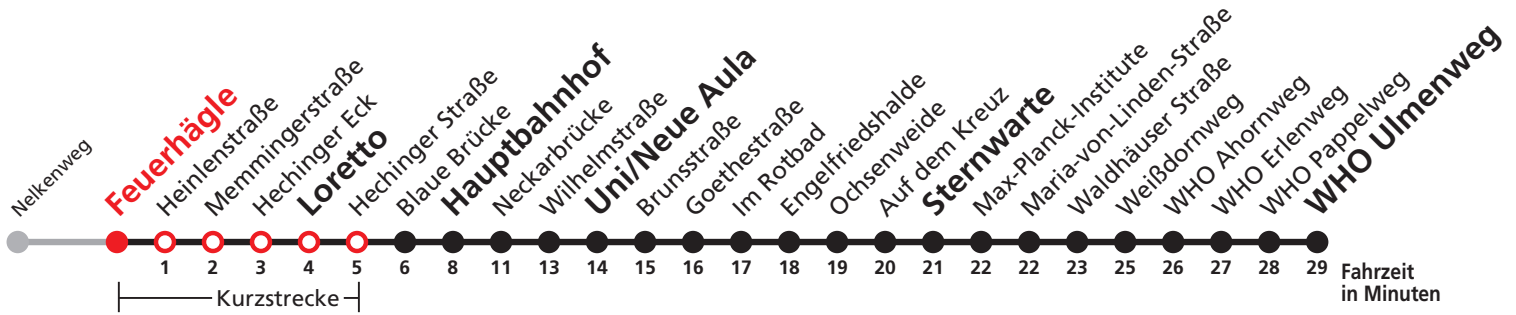 Nelkenweg
Feuerhägle
Heinlenstraße
Memmingerstraße
Hechinger Eck
Loretto
Hechinger Straße
Blaue Brücke
Hauptbahnhof
Neckarbrücke
Wilhelmstraße
Uni/Neue Aula
Brunsstraße
Goethestraße
Im Rotbad
Engelfriedshalde
Ochsenweide
Auf dem Kreuz
Sternwarte
Max-Planck-Institute
Maria-von-Linden-Straße
Waldhäuser Straße
Weißdornweg
WHO Ahornweg
WHO Erlenweg
WHO Pappelweg
WHO Ulmenweg
1 2 3 4 5 6 8 11 13 14 15 16 17 18 19 20 21 22 22 23 25 26 27 28 29 Fahrzeit
in Minuten
Kurzstrecke